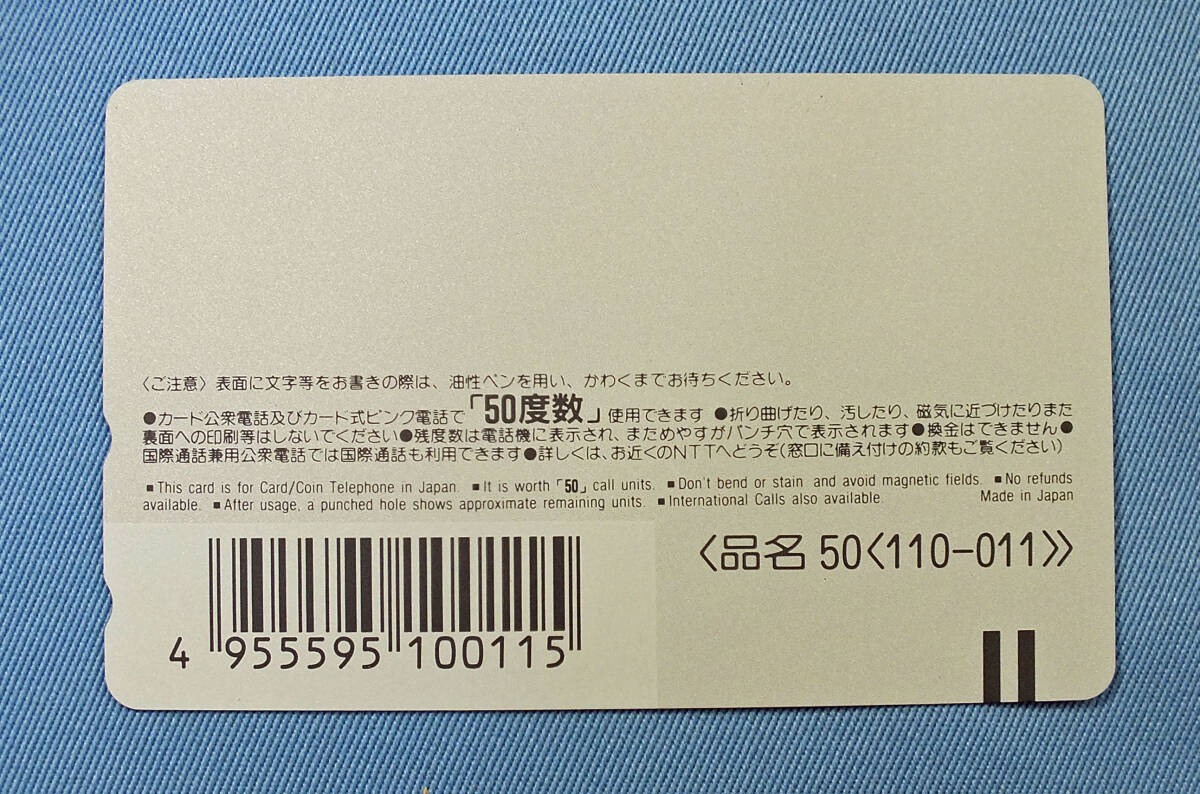 〈ご注意〉表面に文字等をお書きの際は、油性ペンを用い、かわくまでお待ちください。
●カード公衆電話及びカード式ピンク電話で「50度数」使用できます ●折り曲げたり、汚したり、磁気に近づけたりまた
裏面への印刷等はしないでください●残度数は電話機に表示され、まためやすがパンチ穴で表示されます●換金はできません●
国際通話兼用公衆電話では国際通話も利用できます●詳しくは、お近くのNTTへどうぞ(窓口に備え付けの約款もご覧ください)
■This card is for Card/Coin Telephone in Japan. ■It is worth「50」call units. ■Don't bend or stain and avoid magnetic fields. ■No refunds
available. ■After usage, a punched hole shows approximate remaining units. ■International Calls also available. Made in Japan
〈品名 50〈110-011〉〉
4 955595 100115